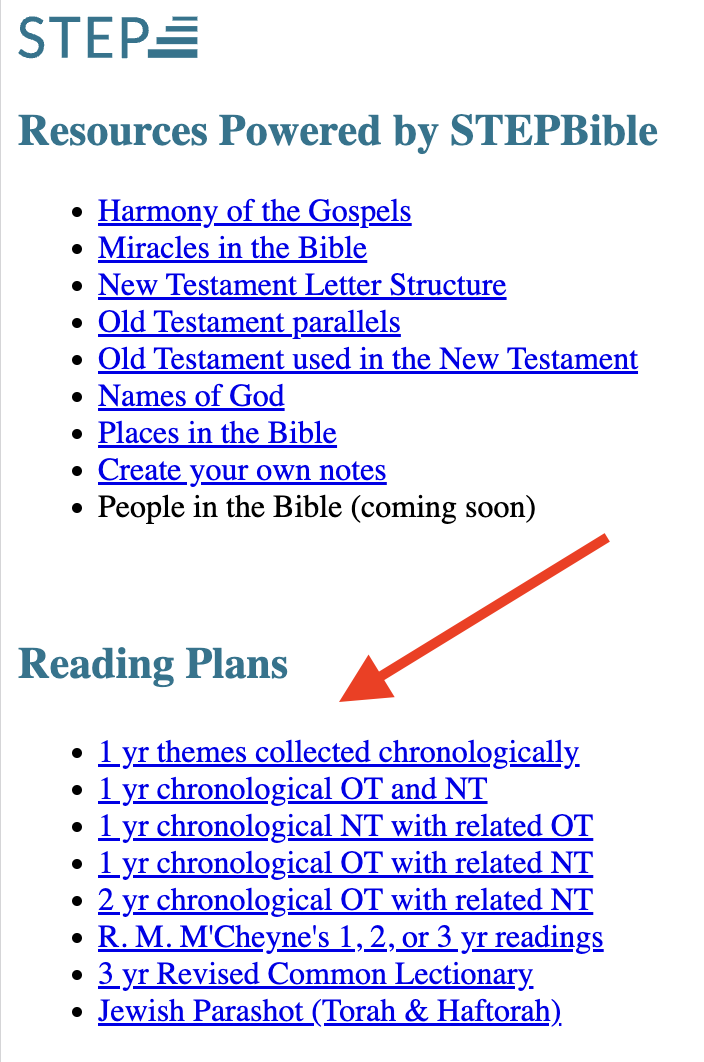 STEP
Resources Powered by STEPBible
Harmony of the Gospels
Miracles in the Bible
New Testament Letter Structure
Old Testament parallels
Old Testament used in the New Testament
Names of God
Places in the Bible
Create your own notes
People in the Bible (coming soon)
Reading Plans
1 yr themes collected chronologically
1 yr chronological OT and NT
1 yr chronological NT with related OT
1 yr chronological OT with related NT
2 yr chronological OT with related NT
R. M. M'Cheyne's 1, 2, or 3 yr readings
3 yr Revised Common Lectionary
Jewish Parashot (Torah & Haftorah)